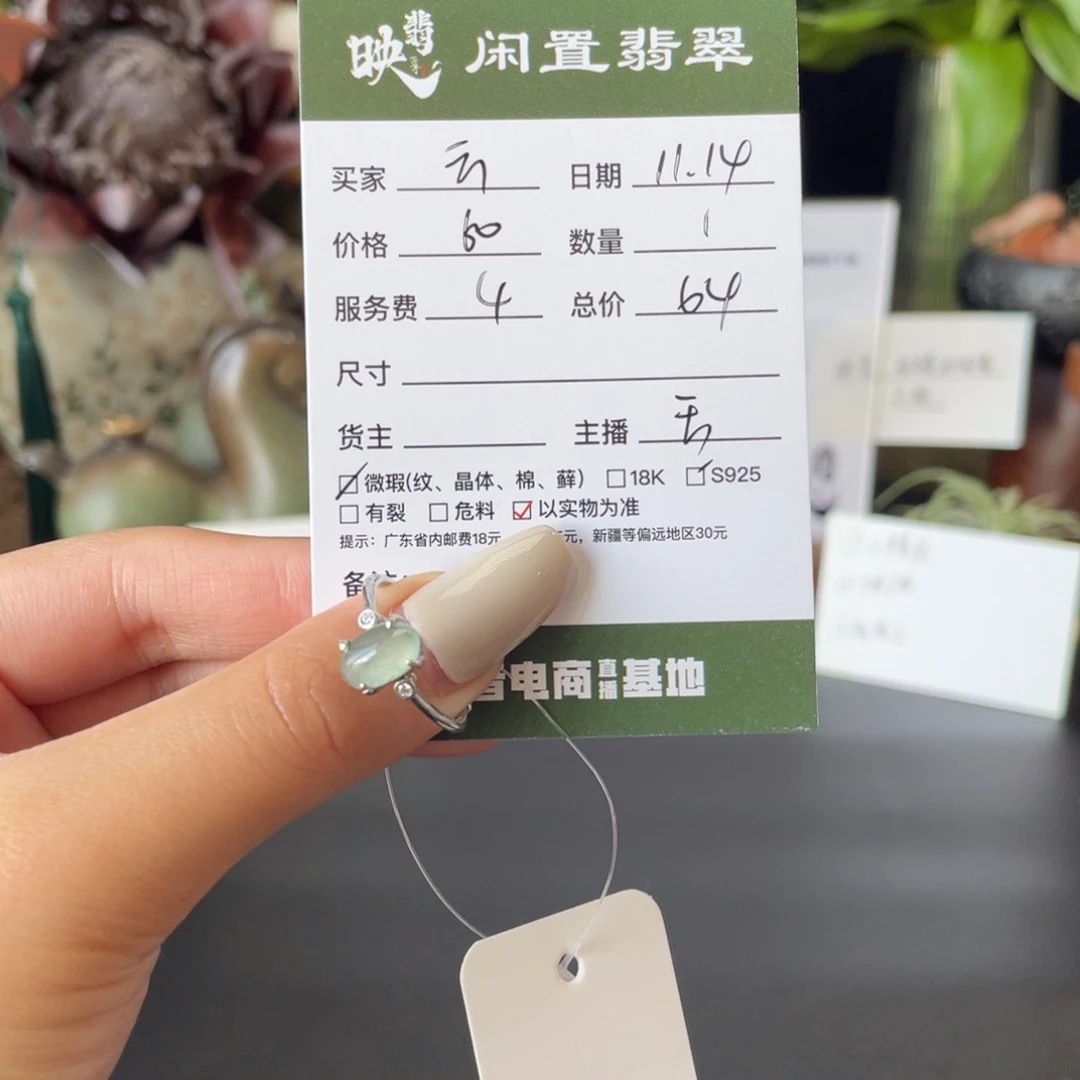 映翡 闲置翡翠
买家 云 日期 11.14
价格 60 数量 1
服务费 4 总价 64
尺寸
货主 主播 云
☑微瑕(纹、晶体、棉、藓) ☐18K ☑S925
☐有裂 ☐危料 ☑以实物为准
提示：广东省内邮费18元 元，新疆等偏远地区30元
备注
电商直播基地